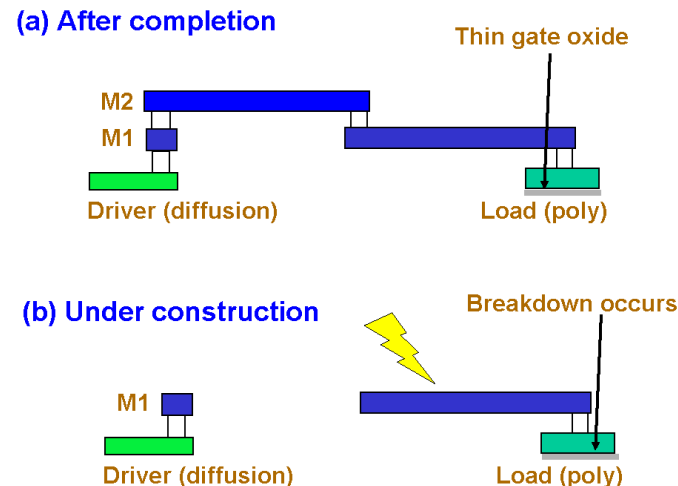 (a) After completion
Thin gate oxide
M2
M1
Driver (diffusion)
Load (poly)
(b) Under construction
Breakdown occurs
M1
Driver (diffusion)
Load (poly)